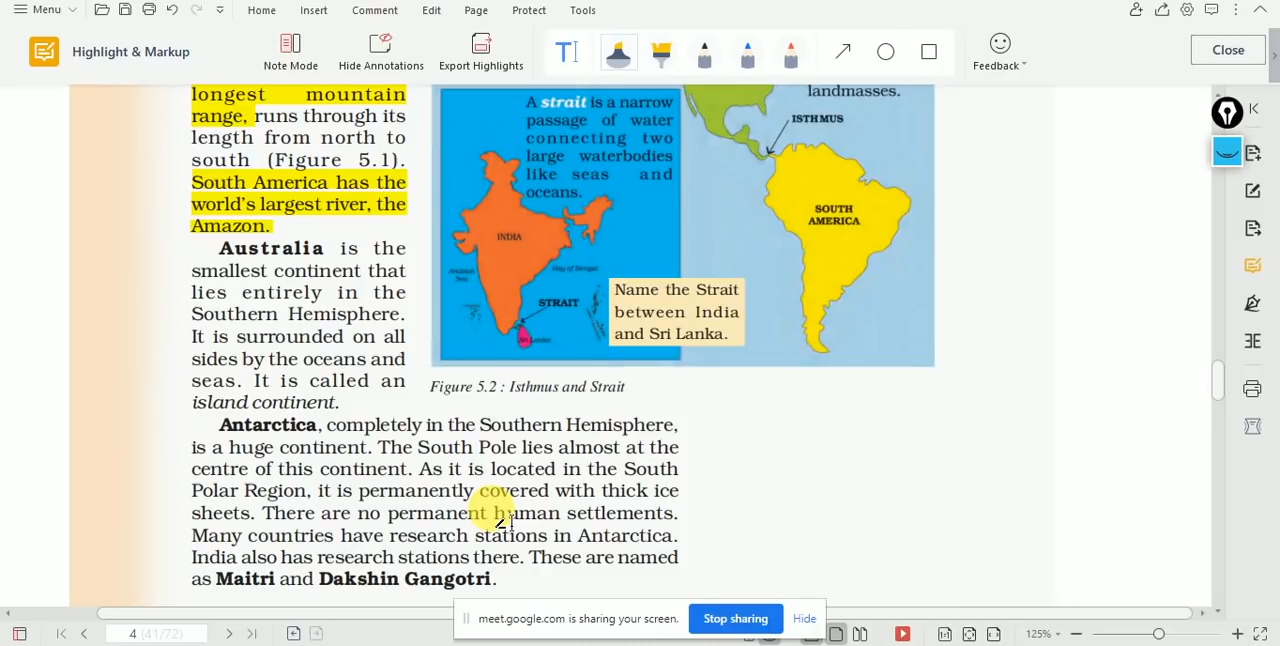 Menu
Home Insert Comment Edit Page Protect Tools
Highlight & Markup
Note Mode Hide Annotations Export Highlights
Feedback
Close
longest mountain
range, runs through its
length from north to
south (Figure 5.1).
South America has the
world's largest river, the
Amazon.
Australia is the
smallest continent that
lies entirely in the
Southern Hemisphere.
It is surrounded on all
sides by the oceans and
seas. It is called an
island continent.
A strait is a narrow
passage of water
connecting two
large waterbodies
like seas and
oceans.
INDIA
Arabian
Sea
Bay of Bengal
STRAIT
Sri Lanka
Name the Strait
between India
and Sri Lanka.
landmasses.
ISTHMUS
SOUTH
AMERICA
Figure 5.2 : Isthmus and Strait
Antarctica, completely in the Southern Hemisphere,
is a huge continent. The South Pole lies almost at the
centre of this continent. As it is located in the South
Polar Region, it is permanently covered with thick ice
sheets. There are no permanent human settlements.
Many countries have research stations in Antarctica.
India also has research stations there. These are named
as Maitri and Dakshin Gangotri.
meet.google.com is sharing your screen. Stop sharing Hide
4 (41/72)
125%